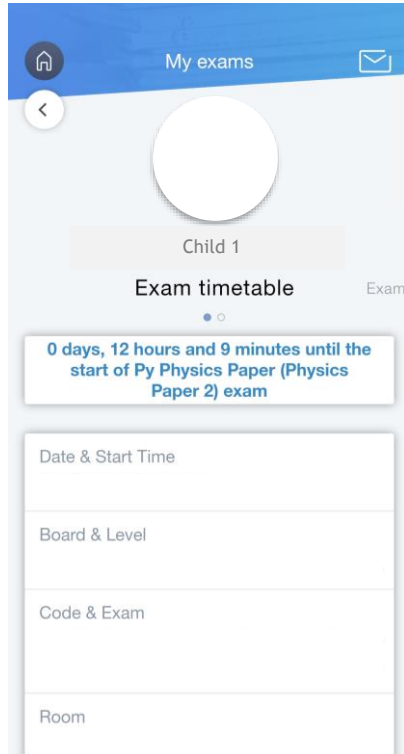 My exams
Child 1
Exam timetable
Exam
0 days, 12 hours and 9 minutes until the
start of Py Physics Paper (Physics
Paper 2) exam
Date & Start Time
Board & Level
Code & Exam
Room